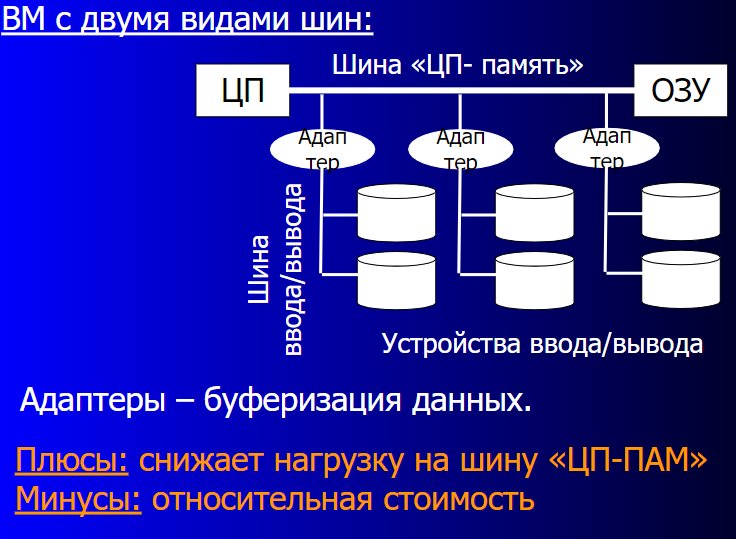 ВМ с двумя видами шин:
Шина «ЦП- память»
ЦП
ОЗУ
Адап
тер
Адап
тер
Адап
тер
Шина
ввода/вывода
Устройства ввода/вывода
Адаптеры – буферизация данных.
Плюсы: снижает нагрузку на шину «ЦП-ПАМ»
Минусы: относительная стоимость